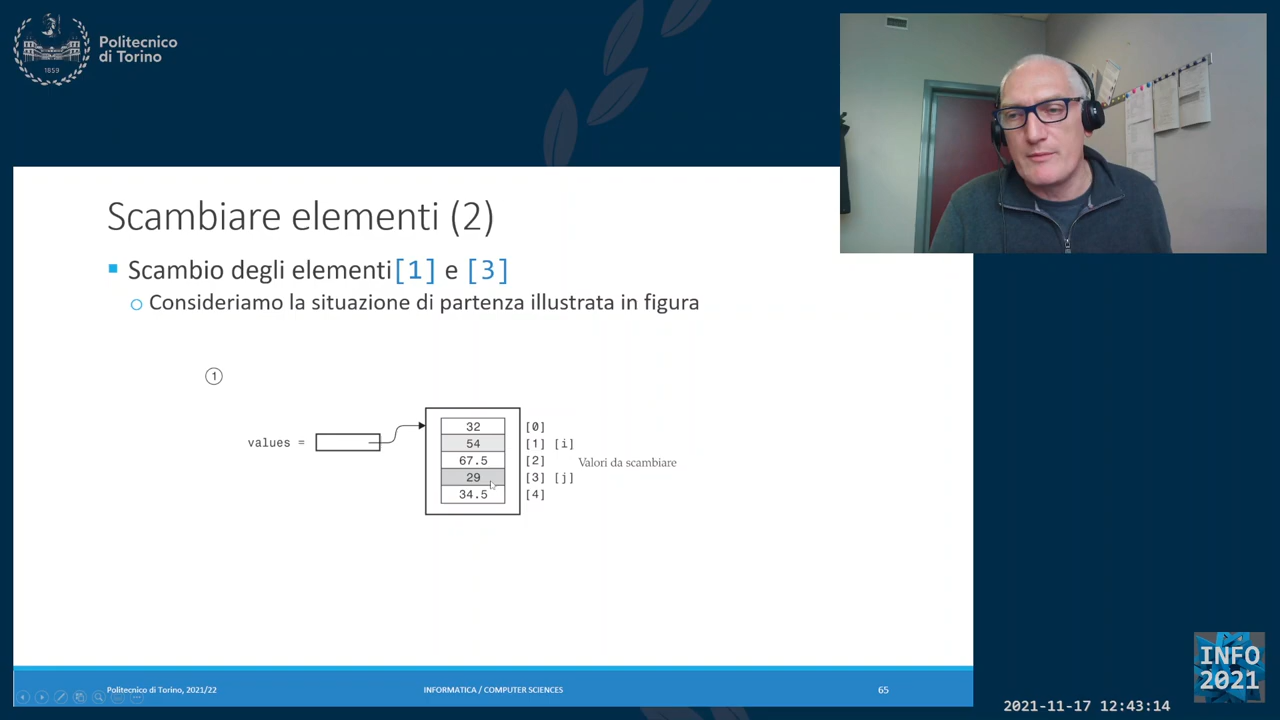 Politecnico
di Torino
1859
Scambiare elementi (2)
Scambio degli elementi[1] e [3]
Consideriamo la situazione di partenza illustrata in figura
1
32 [0]
values = 54 [1] [i]
67.5 [2] Valori da scambiare
29 [3] [j]
34.5 [4]
Politecnico di Torino, 2021/22 INFORMATICA / COMPUTER SCIENCES 65
INFO
2021
2021-11-17 12:43:14